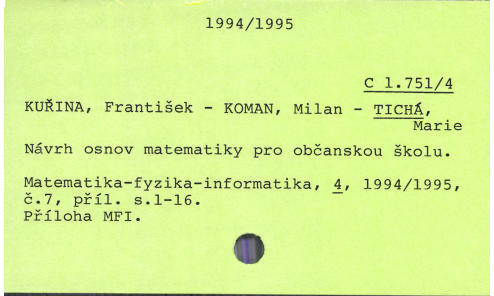 1994/1995
C 1.751/4
KUŘINA, František - KOMAN, Milan - TICHÁ,
Marie
Návrh osnov matematiky pro občanskou školu.
Matematika-fyzika-informatika, 4, 1994/1995,
č.7, příl. s.1-16.
Příloha MFI.